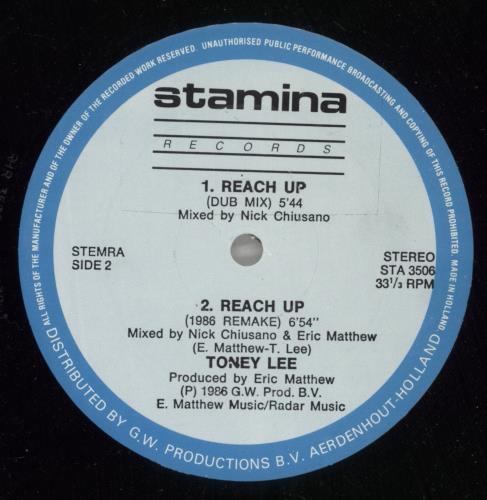 ALL RIGHTS OF THE MANUFACTURER AND OF THE OWNER OF THE RECORDED WORK RESERVED. UNAUTHORISED PUBLIC PERFORMANCE BROADCASTING AND COPYING OF THIS RECORD PROHIBITED. MADE IN HOLLAND
stamina
RECORDS
1. REACH UP
(DUB MIX) 5'44
Mixed by Nick Chiusano
STEMRA
SIDE 2
STEREO
STA 3506
33⅓ RPM
2. REACH UP
(1986 REMAKE) 6'54"
Mixed by Nick Chiusano & Eric Matthew
(E. Matthew-T. Lee)
TONEY LEE
Produced by Eric Matthew
(P) 1986 G.W. Prod. B.V.
E. Matthew Music/Radar Music
DISTRIBUTED BY G.W. PRODUCTIONS B.V. AERDENHOUT-HOLLAND